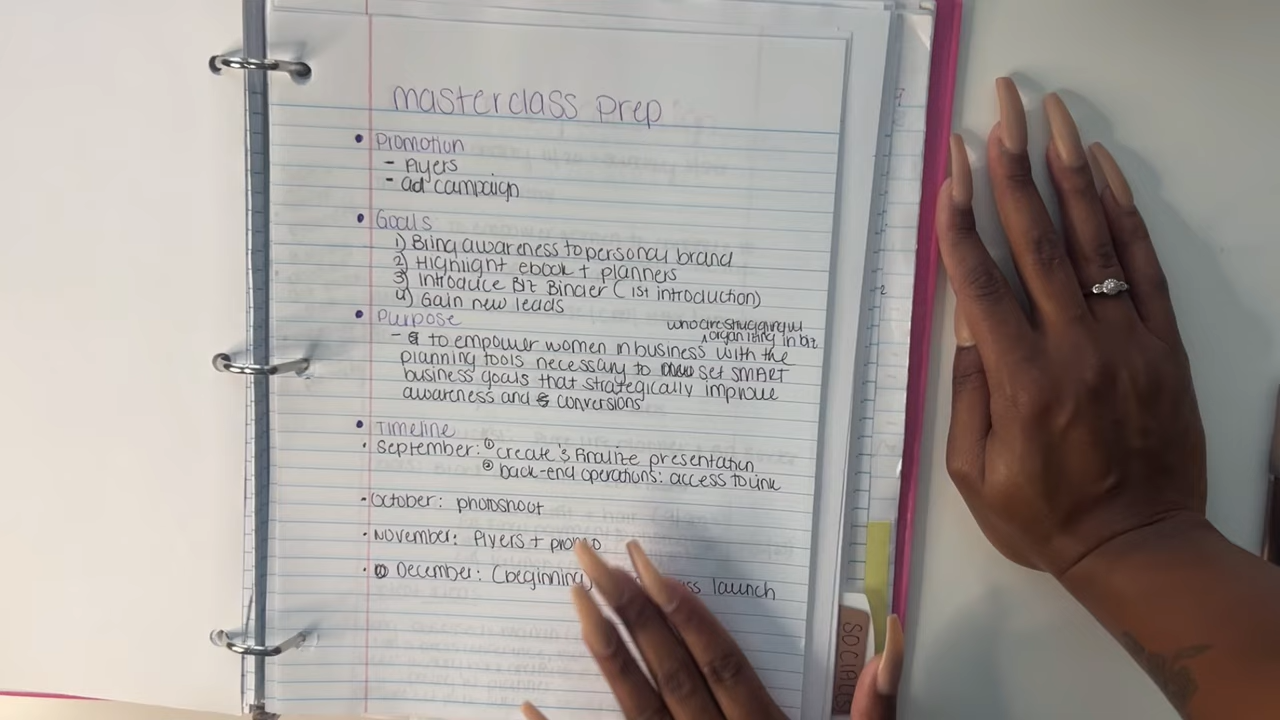 masterclass prep
• Promotion
- Flyers
- ad campaign
• Goals
1) Bring awareness to personal brand
2) Highlight ebook + planners
3) Introduce Biz Binder (1st introduction)
4) Gain new leads
• Purpose
who are struggling w/
organizing in biz
- to empower women in business with the
planning tools necessary to set SMART
business goals that strategically improve
awareness and conversions
• Timeline
• September: ① create & finalize presentation
② back-end operations: access to link
• October: photoshoot
• November: Flyers + promo
• December: (beginning) launch
SOCIALS